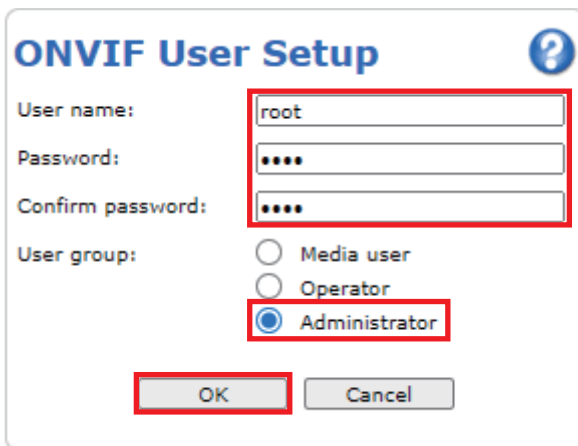 ONVIF User Setup
?
User name:
root
Password:
••••
Confirm password:
••••
User group:
Media user
Operator
Administrator
OK
Cancel